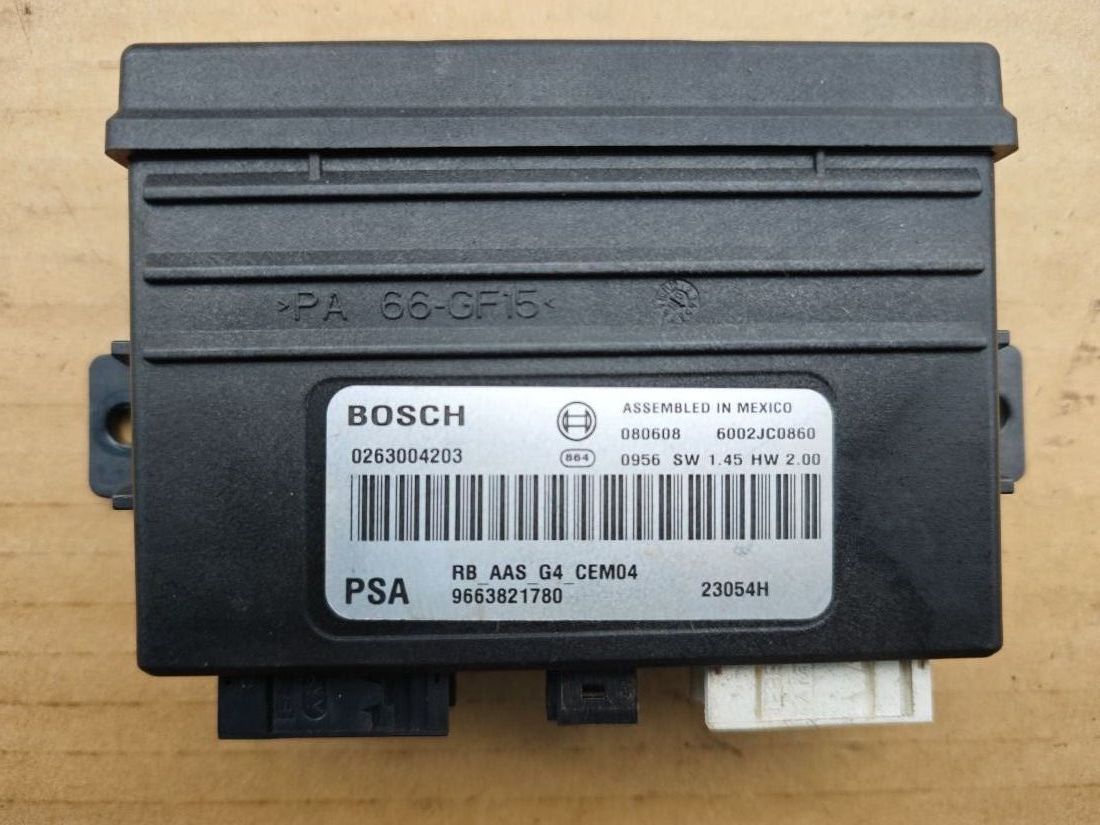 >PA 66-GF15<
BOSCH
ASSEMBLED IN MEXICO
080608 6002JC0860
0263004203
864
0956 SW 1.45 HW 2.00
RB_AAS_G4_CEM04
PSA
9663821780
23054H